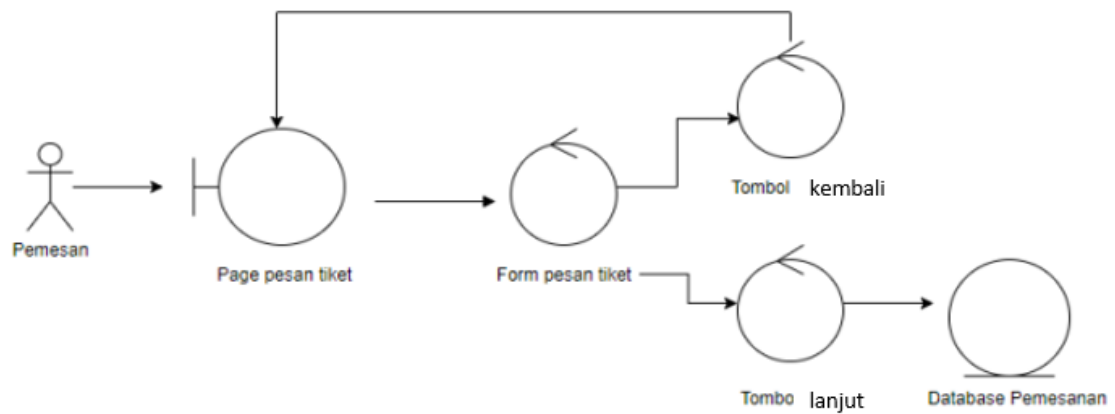 Pemesan
Page pesan tiket
Form pesan tiket
Tombol kembali
Tombo lanjut
Database Pemesanan